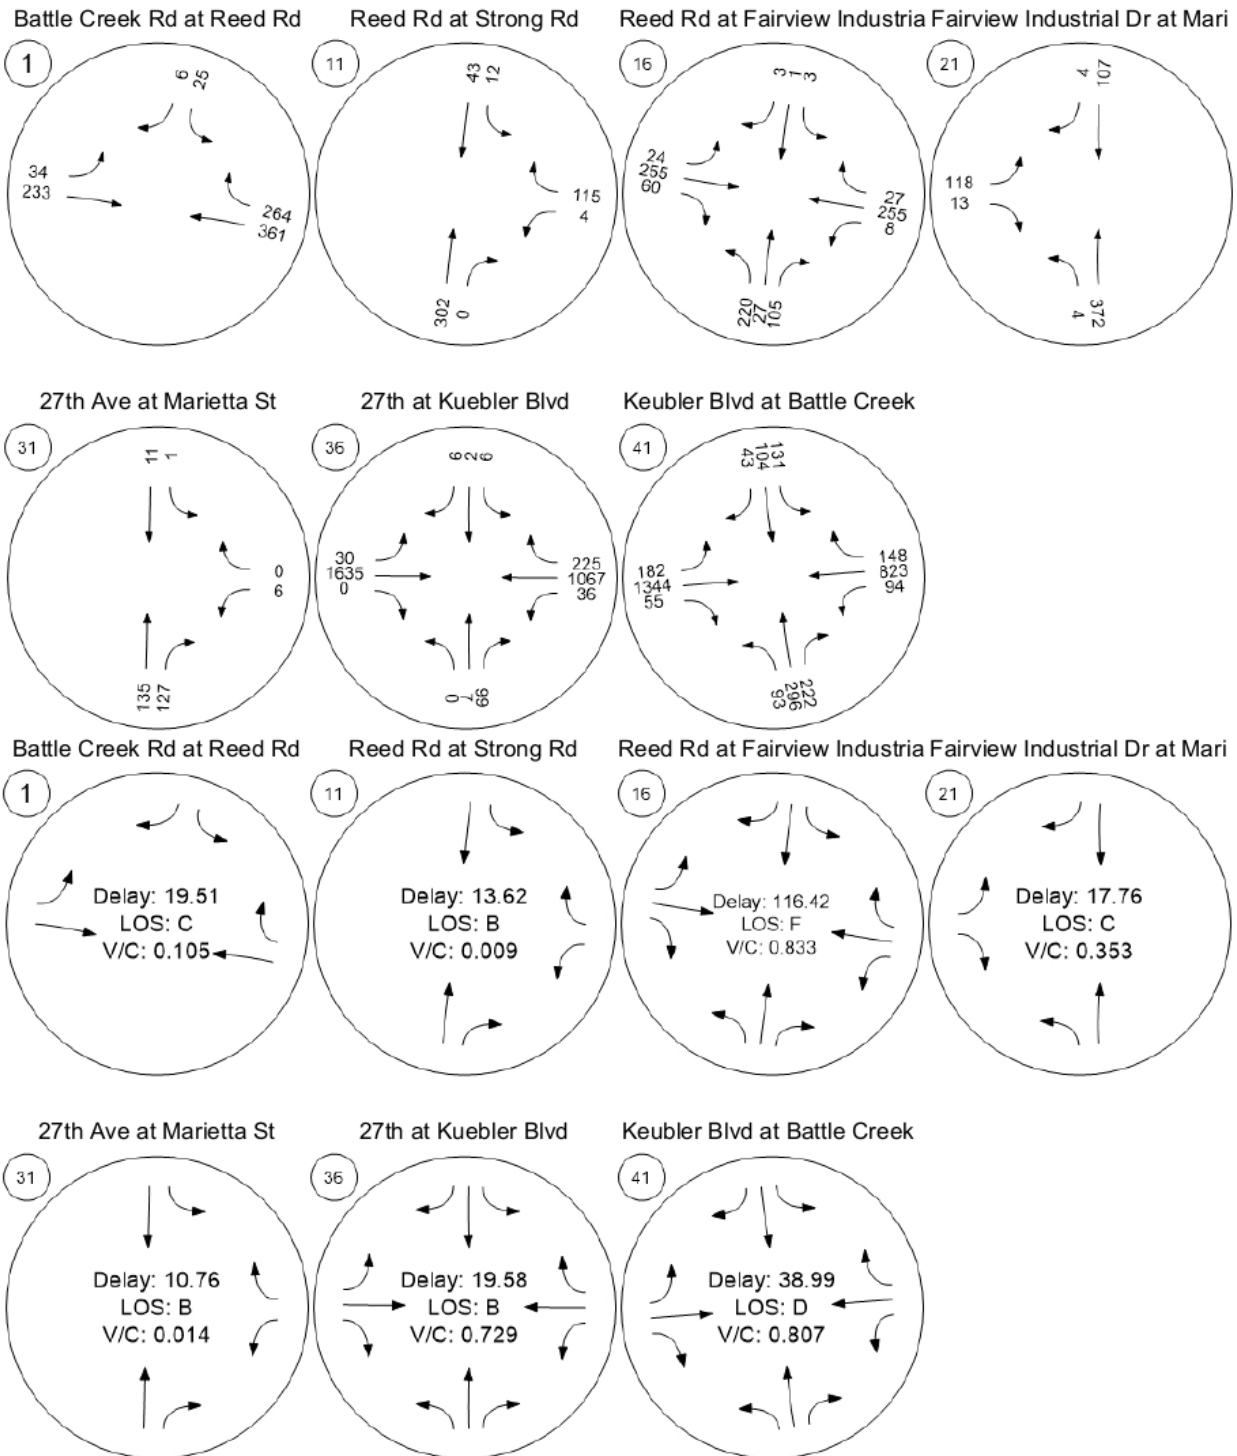 Battle Creek Rd at Reed Rd
Reed Rd at Strong Rd
Reed Rd at Fairview Industria
Fairview Industrial Dr at Mari
1
11
16
21
6
25
34
233
264
361
43
12
115
4
302
0
3
1
3
24
255
60
27
255
8
220
27
105
4
107
118
13
4
372
27th Ave at Marietta St
27th at Kuebler Blvd
Keubler Blvd at Battle Creek
31
36
41
11
1
0
6
135
127
6
2
6
30
1635
0
225
1067
36
0
7
66
43
104
131
182
1344
55
148
823
94
93
296
222
Battle Creek Rd at Reed Rd
Reed Rd at Strong Rd
Reed Rd at Fairview Industria
Fairview Industrial Dr at Mari
1
11
16
21
Delay: 19.51
LOS: C
V/C: 0.105
Delay: 13.62
LOS: B
V/C: 0.009
Delay: 116.42
LOS: F
V/C: 0.833
Delay: 17.76
LOS: C
V/C: 0.353
27th Ave at Marietta St
27th at Kuebler Blvd
Keubler Blvd at Battle Creek
31
36
41
Delay: 10.76
LOS: B
V/C: 0.014
Delay: 19.58
LOS: B
V/C: 0.729
Delay: 38.99
LOS: D
V/C: 0.807